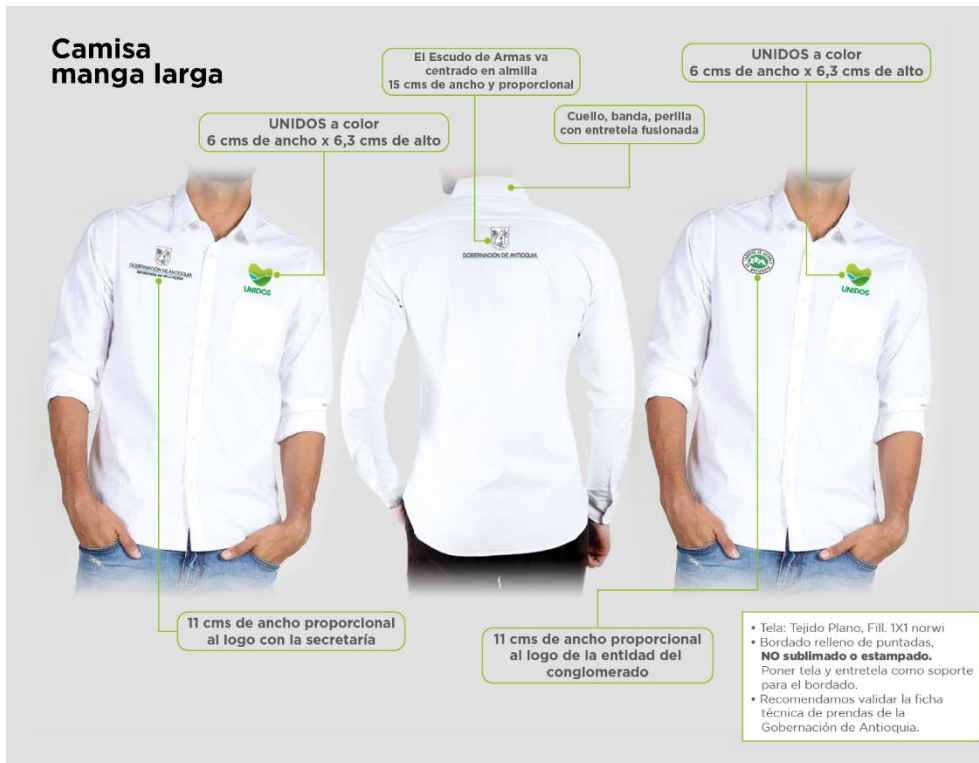 Camisa
manga larga
El Escudo de Armas va
centrado en almilla
15 cms de ancho y proporcional
UNIDOS a color
6 cms de ancho x 6,3 cms de alto
Cuello, banda, perilla
con entretela fusionada
UNIDOS a color
6 cms de ancho x 6,3 cms de alto
GOBERNACIÓN DE ANTIOQUIA
UNIDOS
GOBERNACIÓN DE ANTIOQUIA
UNIDOS
11 cms de ancho proporcional
al logo con la secretaría
11 cms de ancho proporcional
al logo de la entidad del
conglomerado
• Tela: Tejido Plano, Fill. 1X1 norwi
• Bordado relleno de puntadas,
NO sublimado o estampado.
Poner tela y entretela como soporte
para el bordado.
• Recomendamos validar la ficha
técnica de prendas de la
Gobernación de Antioquia.